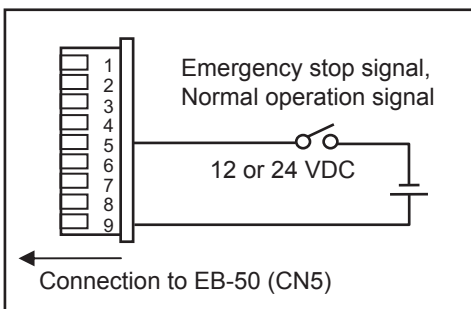 1
2
3
4
5
6
7
8
9
Emergency stop signal,
Normal operation signal
12 or 24 VDC
Connection to EB-50 (CN5)